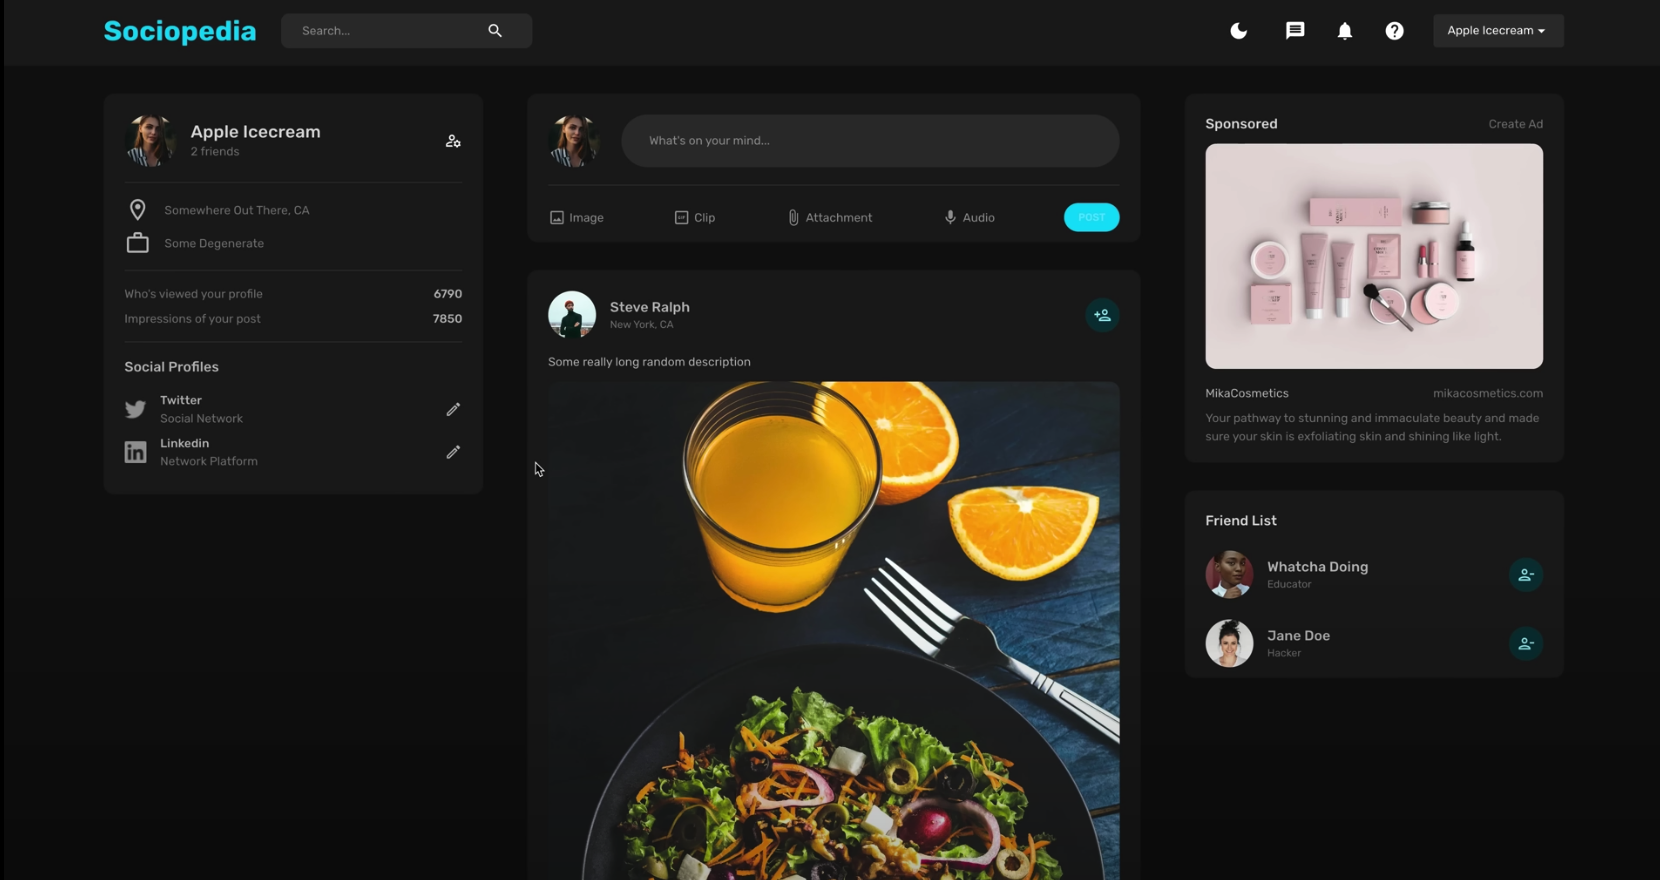 Sociopedia
Search...
Apple Icecream
Apple Icecream
2 friends
Somewhere Out There, CA
Some Degenerate
Who's viewed your profile 6790
Impressions of your post 7850
Social Profiles
Twitter
Social Network
Linkedin
Network Platform
What's on your mind...
Image Clip Attachment Audio POST
Steve Ralph
New York, CA
Some really long random description
Sponsored Create Ad
MikaCosmetics mikacosmetics.com
Your pathway to stunning and immaculate beauty and made
sure your skin is exfoliating skin and shining like light.
Friend List
Whatcha Doing
Educator
Jane Doe
Hacker